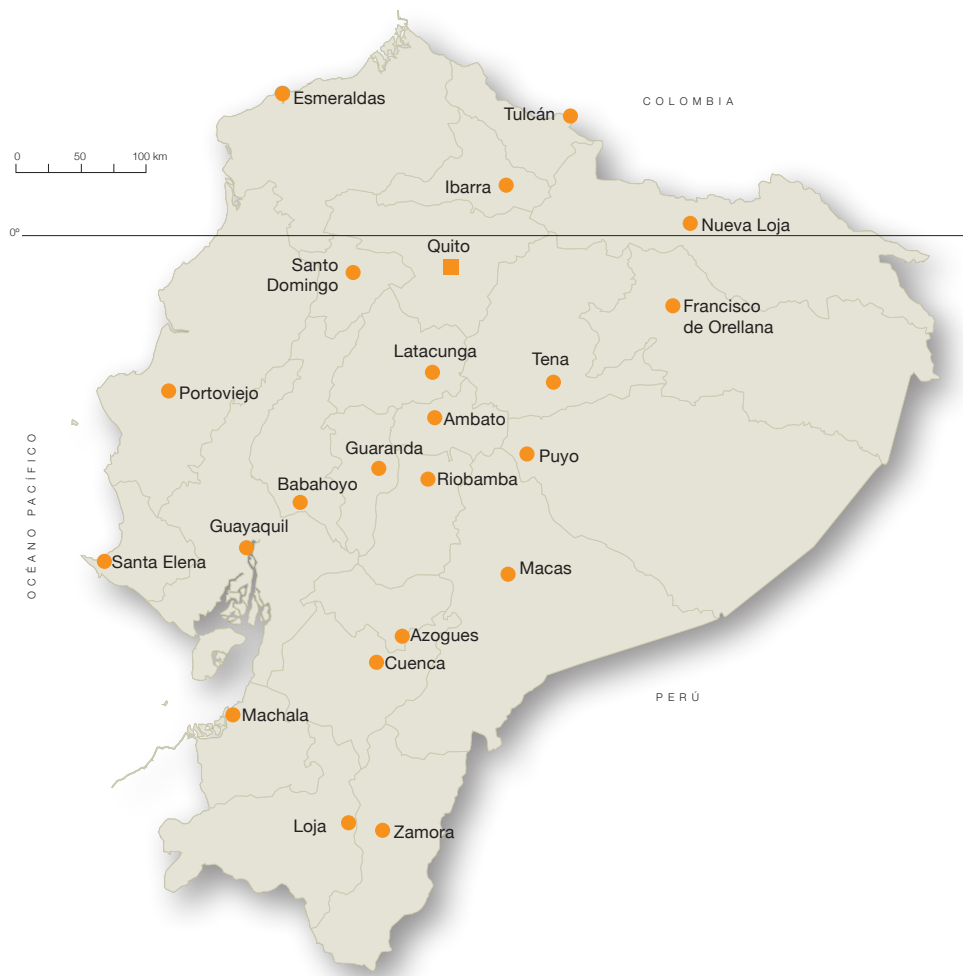 Esmeraldas
COLOMBIA
Tulcán
0 50 100 km
Ibarra
Nueva Loja
0º
Quito
Santo
Domingo
Francisco
de Orellana
Latacunga
Tena
Portoviejo
Ambato
Guaranda
Puyo
Riobamba
Babahoyo
OCÉANO PACÍFICO
Guayaquil
Santa Elena
Macas
Azogues
Cuenca
PERÚ
Machala
Loja
Zamora